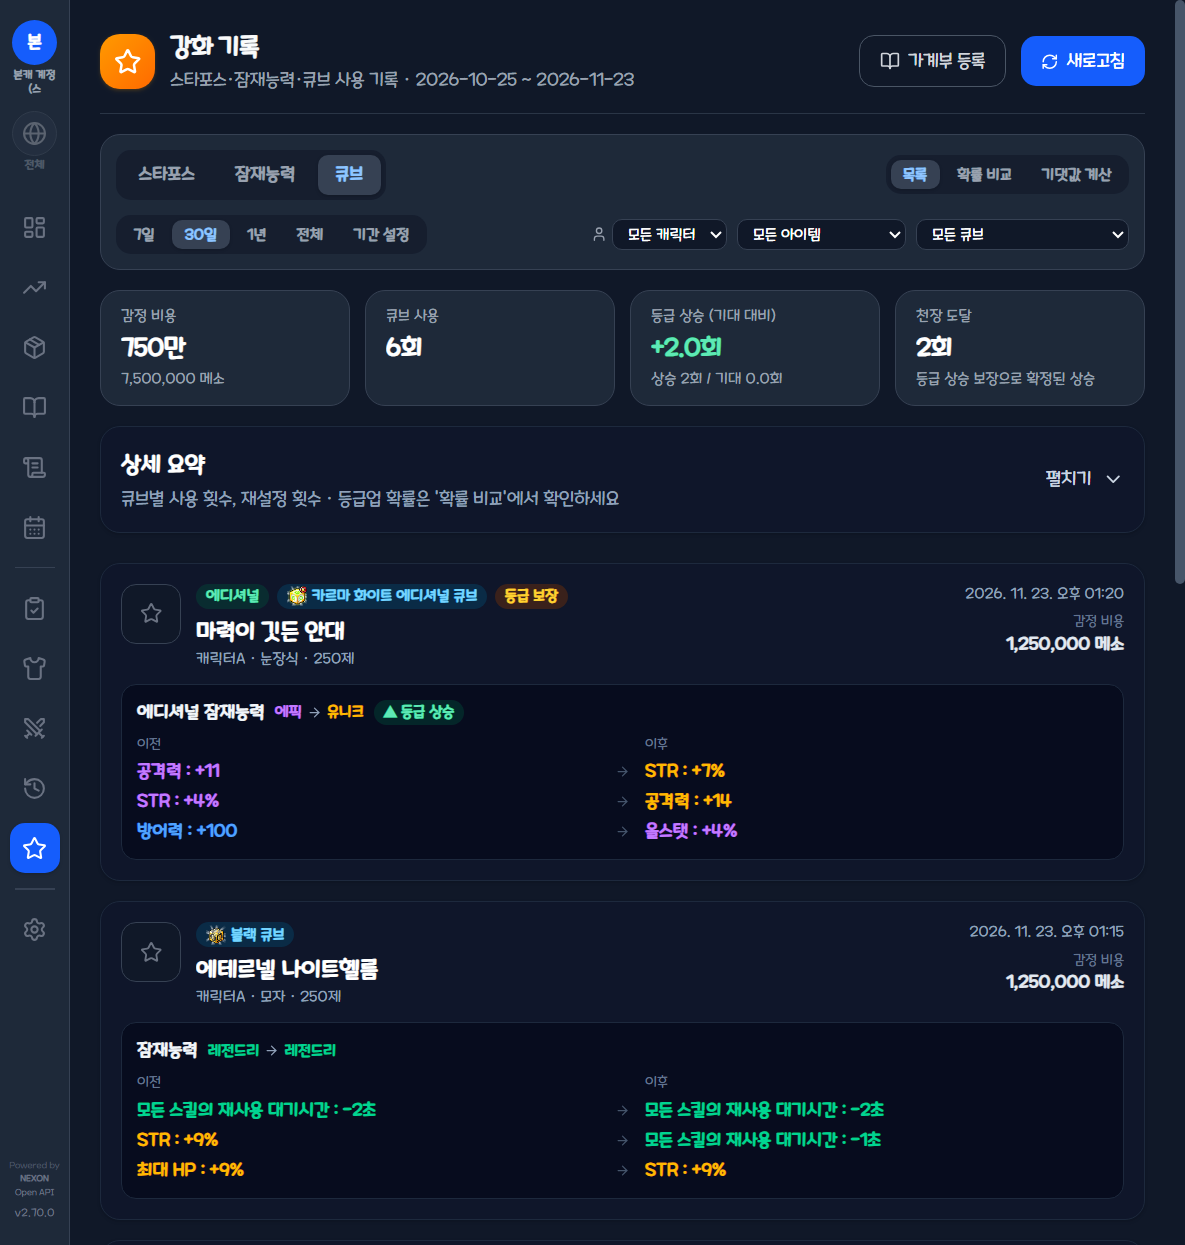 본
본캐 계정
(스
전체
Powered by
NEXON
Open API
v2.70.0
강화 기록
스타포스·잠재능력·큐브 사용 기록 · 2026-10-25 ~ 2026-11-23
가계부 등록
새로고침
스타포스 잠재능력 큐브
목록 확률 비교 기댓값 계산
7일 30일 1년 전체 기간 설정
모든 캐릭터 모든 아이템 모든 큐브
감정 비용
750만
7,500,000 메소
큐브 사용
6회
등급 상승 (기대 대비)
+2.0회
상승 2회 / 기대 0.0회
천장 도달
2회
등급 상승 보장으로 확정된 상승
상세 요약
큐브별 사용 횟수, 재설정 횟수 · 등급업 확률은 '확률 비교'에서 확인하세요
펼치기
에디셔널 카르마 화이트 에디셔널 큐브 등급 보장
마력이 깃든 안대
캐릭터A · 눈장식 · 250제
2026. 11. 23. 오후 01:20
감정 비용
1,250,000 메소
에디셔널 잠재능력 에픽 → 유니크 ▲ 등급 상승
이전 이후
공격력 : +11 → STR : +7%
STR : +4% → 공격력 : +14
방어력 : +100 → 올스탯 : +4%
블랙 큐브
에테르넬 나이트헬름
캐릭터A · 모자 · 250제
2026. 11. 23. 오후 01:15
감정 비용
1,250,000 메소
잠재능력 레전드리 → 레전드리
이전 이후
모든 스킬의 재사용 대기시간 : -2초 → 모든 스킬의 재사용 대기시간 : -2초
STR : +9% → 모든 스킬의 재사용 대기시간 : -1초
최대 HP : +9% → STR : +9%